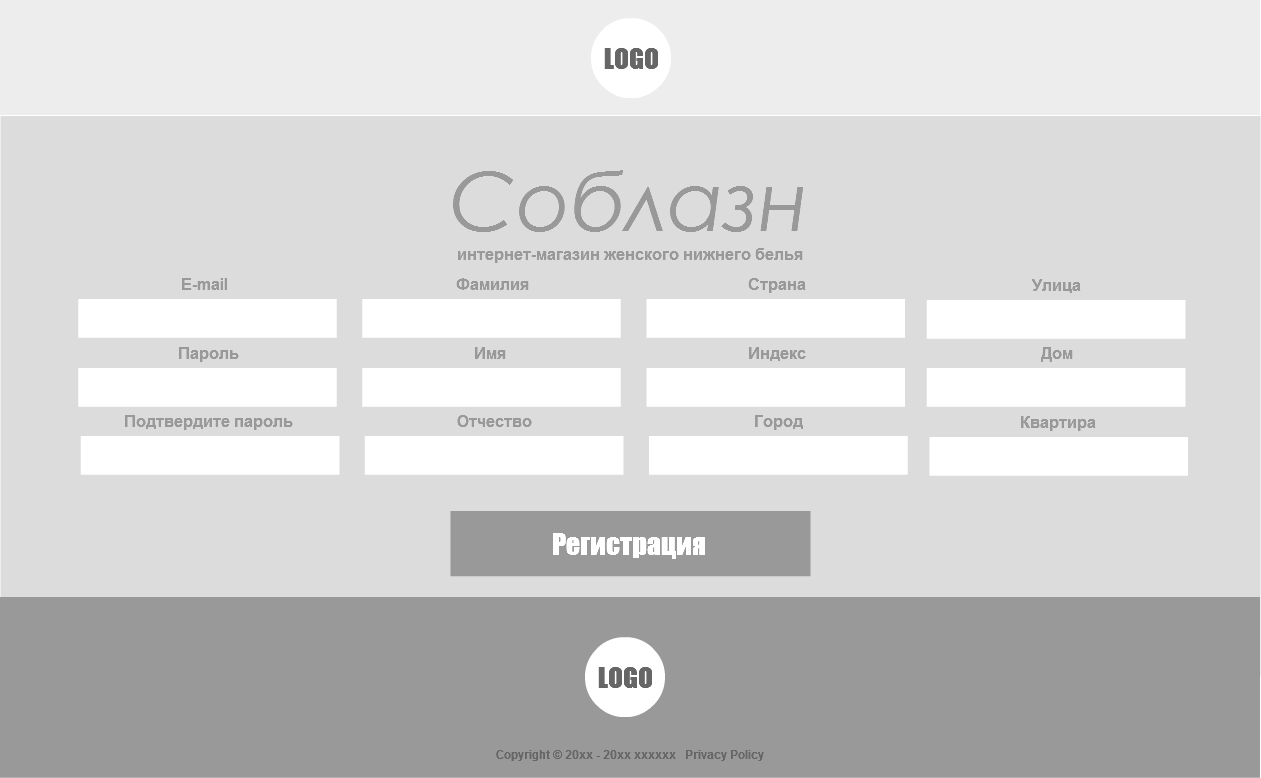 LOGO
Соблазн
интернет-магазин женского нижнего белья
E-mail Фамилия Страна Улица
Пароль Имя Индекс Дом
Подтвердите пароль Отчество Город Квартира
Регистрация
LOGO
Copyright © 20xx - 20xx xxxxxx Privacy Policy